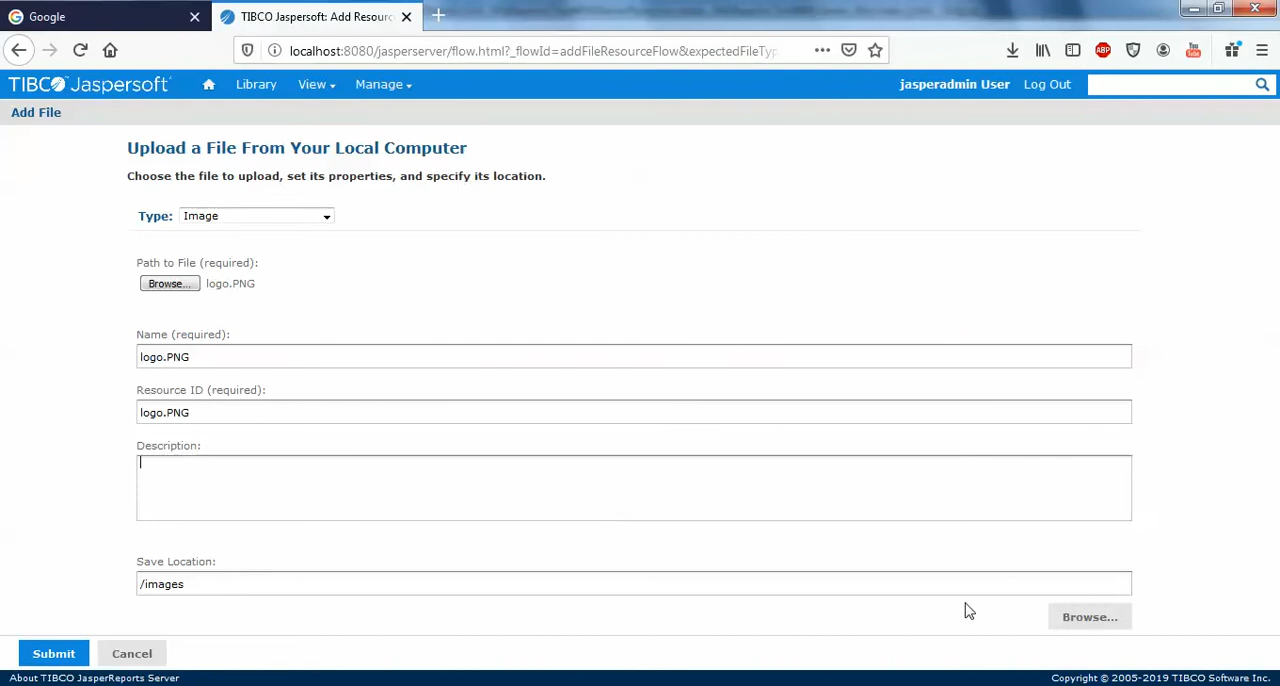 Google
TIBCO Jaspersoft: Add Resourc
localhost:8080/jasperserver/flow.html?_flowId=addFileResourceFlow&expectedFileTyp
ABP
TIBCO Jaspersoft
Library View Manage
jasperadmin User Log Out
Add File
Upload a File From Your Local Computer
Choose the file to upload, set its properties, and specify its location.
Type: Image
Path to File (required):
Browse... logo.PNG
Name (required):
logo.PNG
Resource ID (required):
logo.PNG
Description:
Save Location:
/images
Browse...
Submit Cancel
About TIBCO JasperReports Server Copyright © 2005-2019 TIBCO Software Inc.